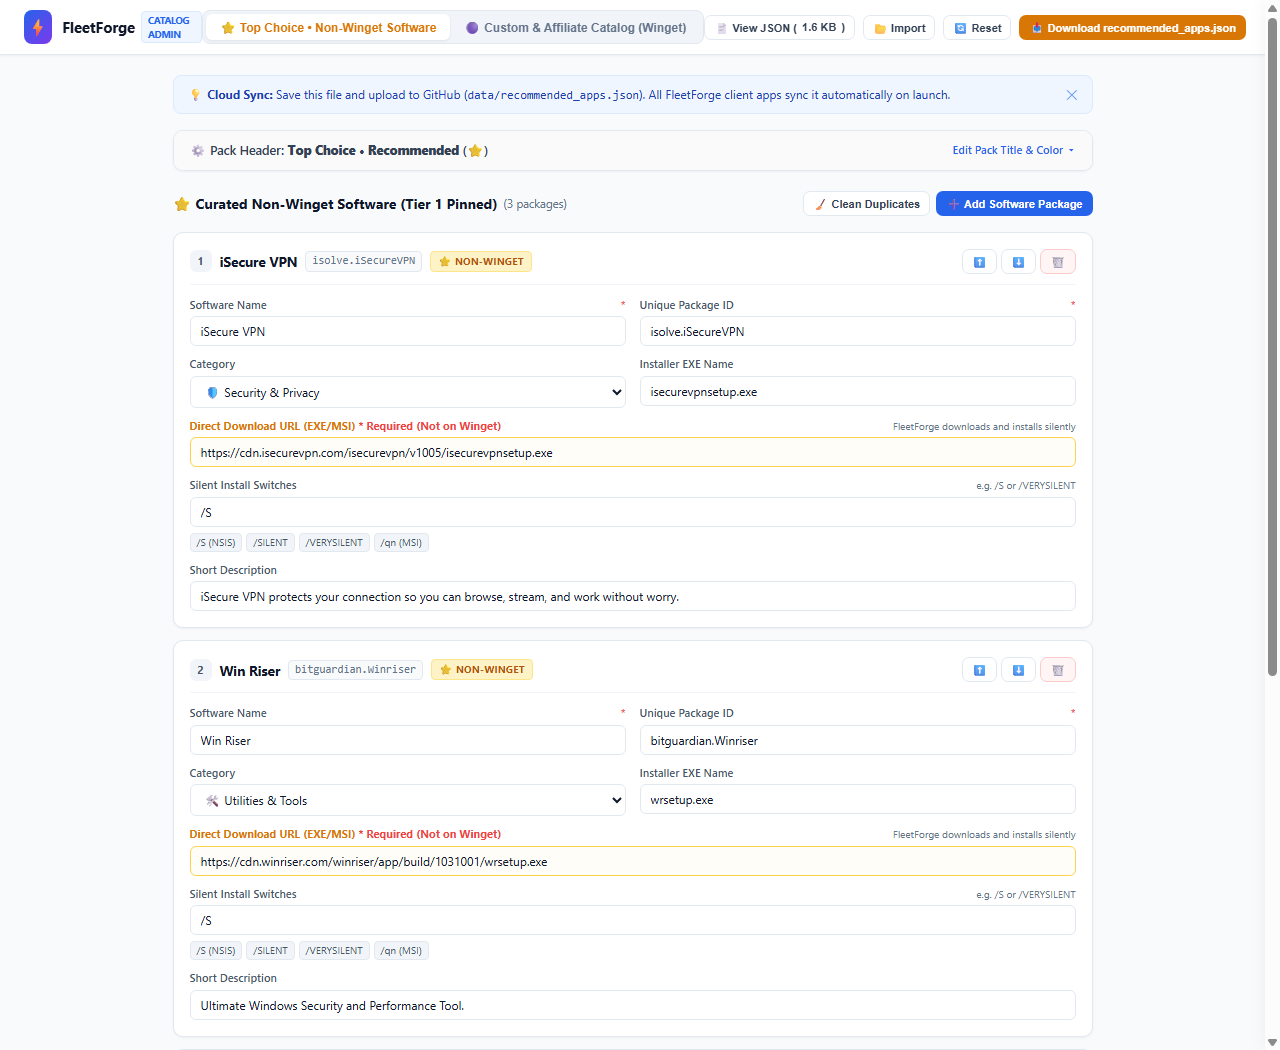 FleetForge
CATALOG ADMIN
Top Choice • Non-Winget Software
Custom & Affiliate Catalog (Winget)
View JSON ( 1.6 KB )
Import
Reset
Download recommended_apps.json
Cloud Sync: Save this file and upload to GitHub (data/recommended_apps.json). All FleetForge client apps sync it automatically on launch.
Pack Header: Top Choice • Recommended (⭐)
Edit Pack Title & Color
Curated Non-Winget Software (Tier 1 Pinned) (3 packages)
Clean Duplicates
Add Software Package
1 iSecure VPN isolve.iSecureVPN NON-WINGET
Software Name *
Unique Package ID *
iSecure VPN
isolve.iSecureVPN
Category
Installer EXE Name
Security & Privacy
isecurevpnsetup.exe
Direct Download URL (EXE/MSI) * Required (Not on Winget)
FleetForge downloads and installs silently
https://cdn.isecurevpn.com/isecurevpn/v1005/isecurevpnsetup.exe
Silent Install Switches
e.g. /S or /VERYSILENT
/S
/S (NSIS) /SILENT /VERYSILENT /qn (MSI)
Short Description
iSecure VPN protects your connection so you can browse, stream, and work without worry.
2 Win Riser bitguardian.Winriser NON-WINGET
Software Name *
Unique Package ID *
Win Riser
bitguardian.Winriser
Category
Installer EXE Name
Utilities & Tools
wrsetup.exe
Direct Download URL (EXE/MSI) * Required (Not on Winget)
FleetForge downloads and installs silently
https://cdn.winriser.com/winriser/app/build/1031001/wrsetup.exe
Silent Install Switches
e.g. /S or /VERYSILENT
/S
/S (NSIS) /SILENT /VERYSILENT /qn (MSI)
Short Description
Ultimate Windows Security and Performance Tool.